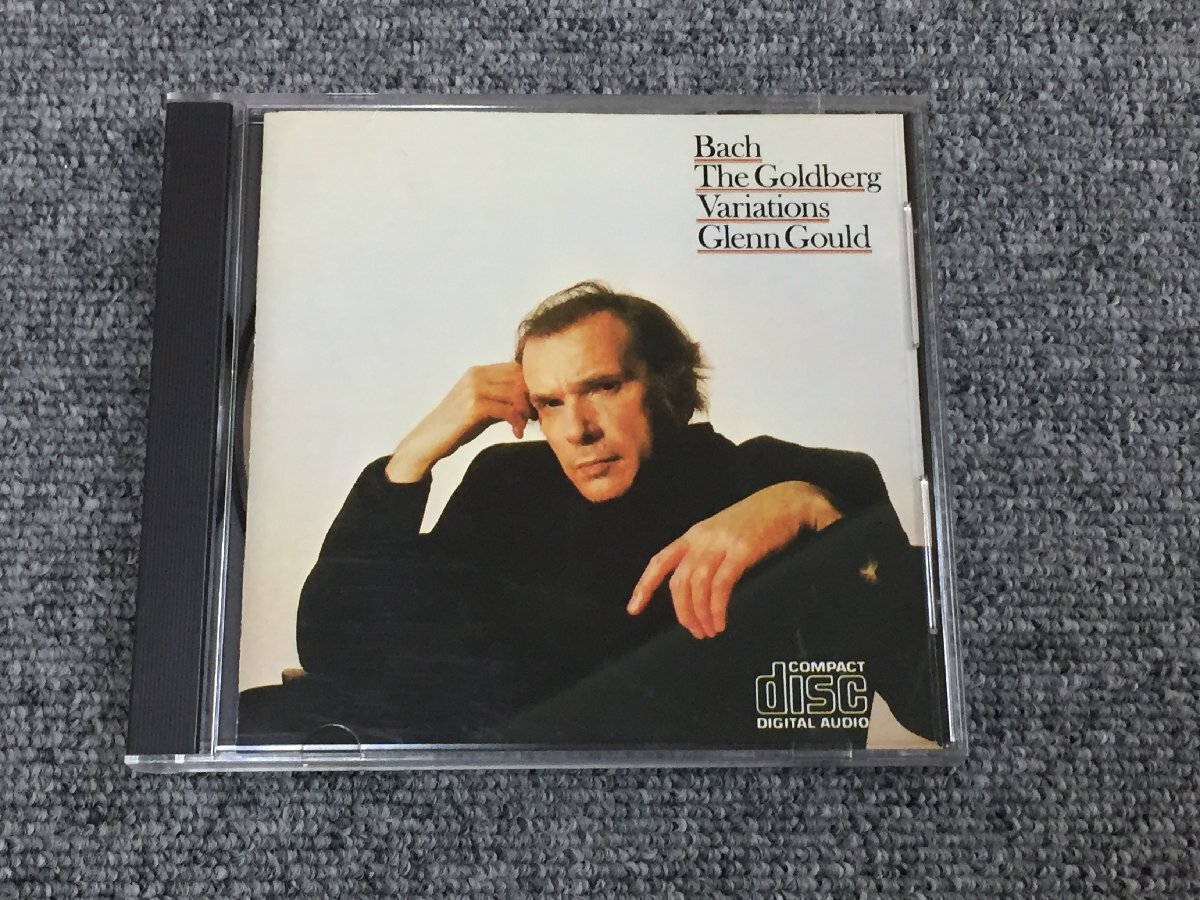 Bach
The Goldberg
Variations
Glenn Gould
COMPACT
disc
DIGITAL AUDIO